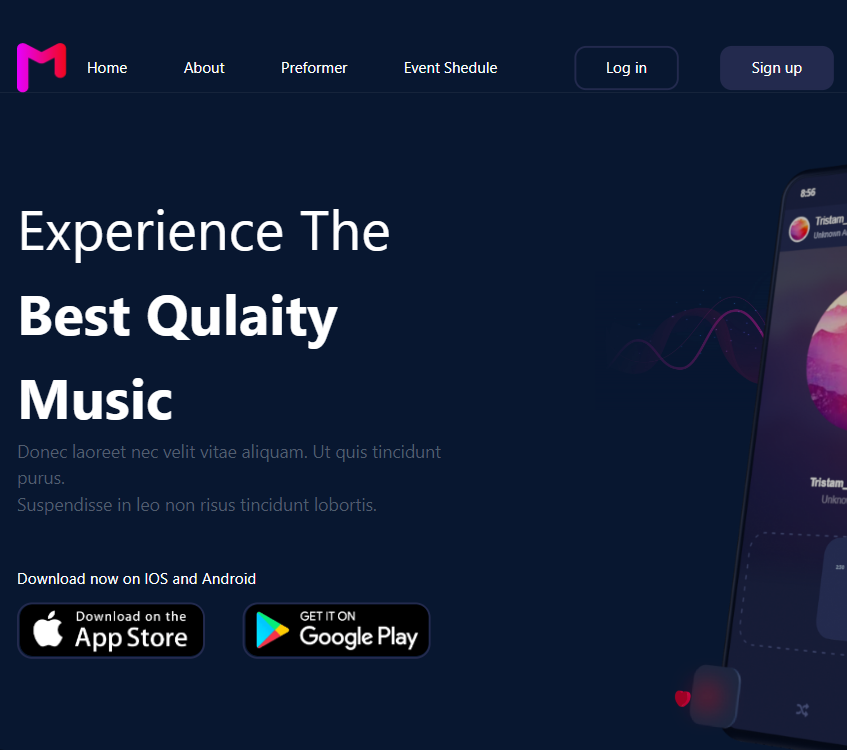 Home About Preformer Event Shedule Log in Sign up
8:56
Tristam_
Unknown A
Experience The
Best Qulaity
Music
Donec laoreet nec velit vitae aliquam. Ut quis tincidunt
purus.
Suspendisse in leo non risus tincidunt lobortis.
Tristam_
Unkno
Download now on IOS and Android
Download on the
App Store
GET IT ON
Google Play